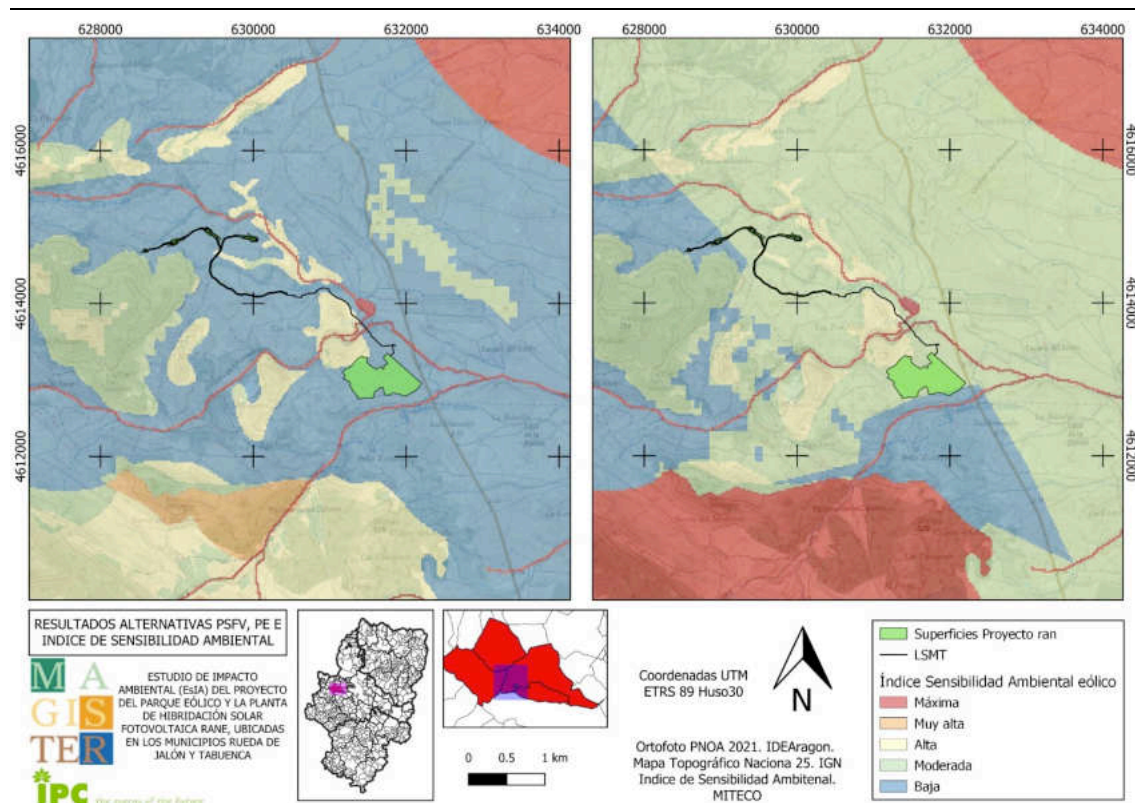 628000 630000 632000 634000 628000 630000 632000 634000
4616000
4614000
4612000
4616000
4614000
4612000
RESULTADOS ALTERNATIVAS PSFV, PE E
INDICE DE SENSIBILIDAD AMBIENTAL
MA
GIS
TER
ESTUDIO DE IMPACTO
AMBIENTAL (EsIA) DEL PROYECTO
DEL PARQUE EÓLICO Y LA PLANTA
DE HIBRIDACIÓN SOLAR
FOTOVOLTAICA RANE, UBICADAS
EN LOS MUNICIPIOS RUEDA DE
JALÓN Y TABUENCA
IPC
0 0.5 1 km
Coordenadas UTM
ETRS 89 Huso30
N
Ortofoto PNOA 2021. IDEAragon.
Mapa Topográfico Naciona 25. IGN
Indice de Sensibilidad Ambitenal.
MITECO
Superficies Proyecto ran
LSMT
Índice Sensibilidad Ambiental eólico
Máxima
Muy alta
Alta
Moderada
Baja